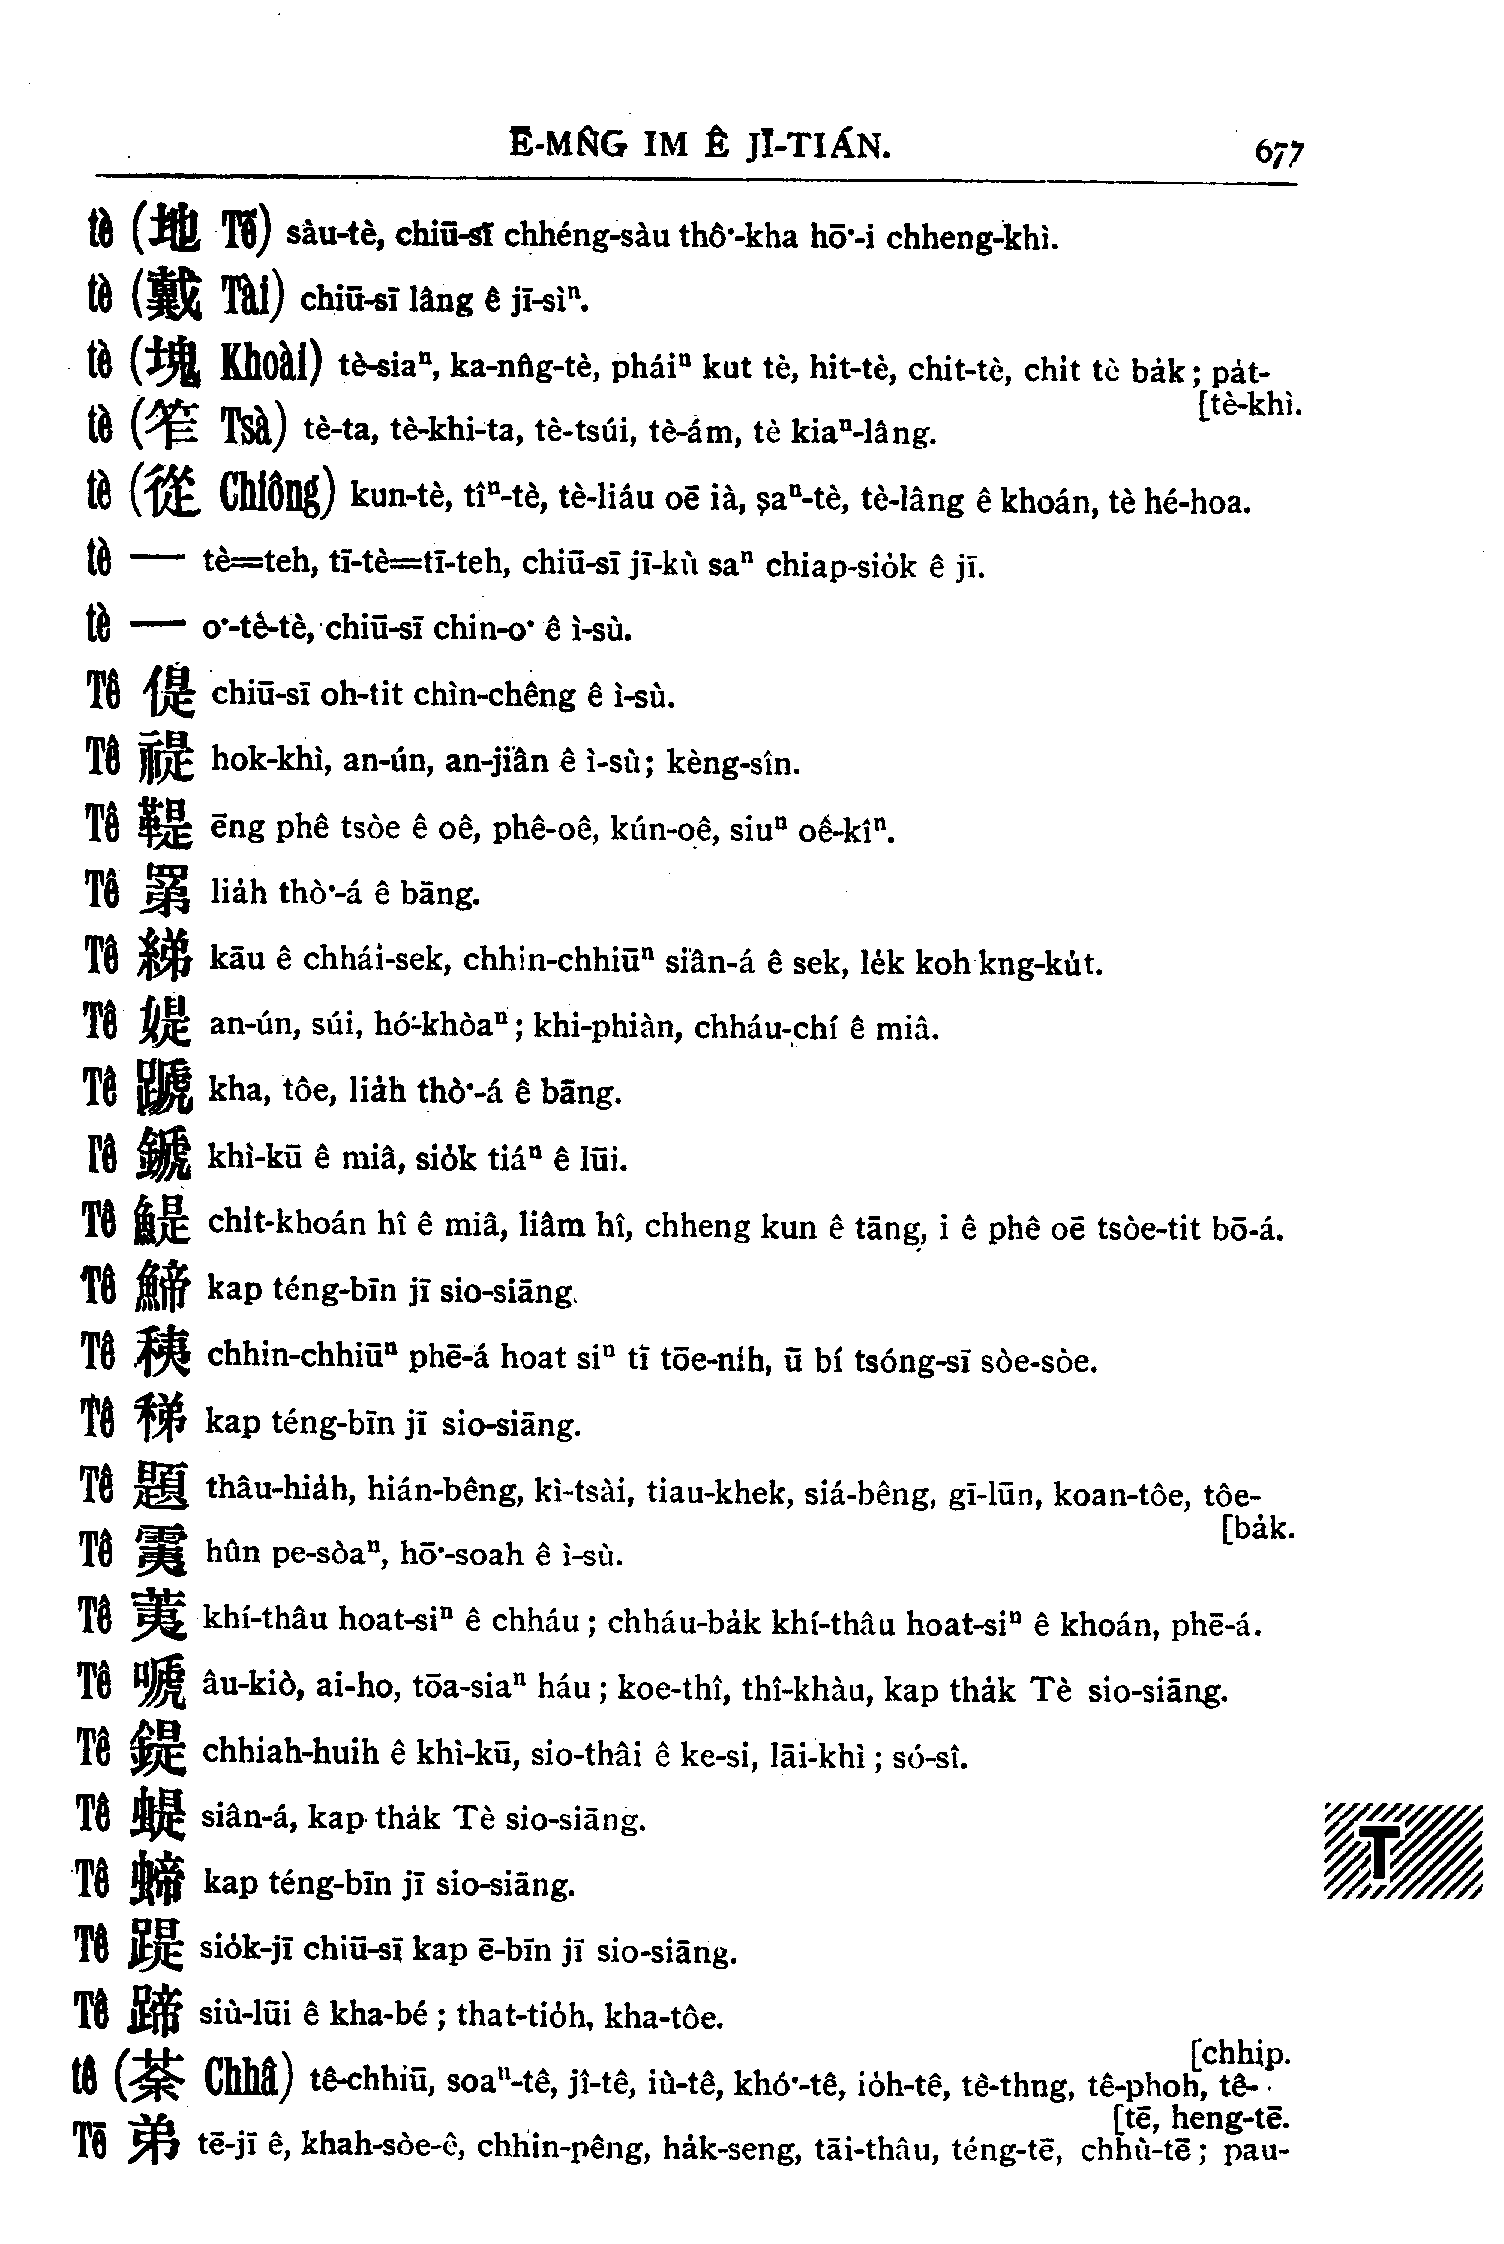 Ē-MN̂G IM Ê JĪ-TIÁN. 677
tè (地 Tē) sàu-tè, chiū-sī chhéng-sàu thô͘-kha hō͘-i chheng-khì.
tè (戴 Tài) chiū-sī lâng ê jī-sìⁿ.
tè (塊 Khoài) tè-siaⁿ, ka-nn̂g-tè, pháiⁿ kut tè, hit-tè, chit-tè, chi̍t tè ba̍k; pa̍t-
[tè-khì.
tè (笮 Tsà) tè-ta, tè-khi-ta, tè-tsúi, tè-ám, tè kiaⁿ-lâng.
tè (從 Chiông) kun-tè, tîⁿ-tè, tè-liáu oē ià, saⁿ-tè, tè-lâng ê khoán, tè hé-hoa.
tè — tè=teh, tī-tè=tī-teh, chiū-sī jī-kù saⁿ chiap-sio̍k ê jī.
tè — o͘-tè-tè, chiū-sī chin-o͘ ê ì-sù.
Tê 偍 chiū-sī oh-tit chìn-chêng ê ì-sù.
Tê 禔 hok-khì, an-ún, an-jiân ê ì-sù; kèng-sîn.
Tê 鞮 ēng phê tsòe ê oê, phê-oê, kún-oê, siuⁿ oê-kîⁿ.
Tê 罤 lia̍h thò͘-á ê bāng.
Tê 綈 kāu ê chhái-sek, chhin-chhiūⁿ siân-á ê sek, le̍k koh kng-ku̍t.
Tê 媞 an-ún, súi, hó-khòaⁿ; khi-phiàn, chháu-chí ê miâ.
Tê 蹏 kha, tôe, lia̍h thò͘-á ê bāng.
Tê 鍗 khì-kū ê miâ, sio̍k tiáⁿ ê lūi.
Tê 鯷 chi̍t-khoán hî ê miâ, liâm hî, chheng kun ê tāng, i ê phê oē tsòe-tit bō-á.
Tê 鯑 kap téng-bīn jī sio-siāng.
Tê 稊 chhin-chhiūⁿ phē-á hoat siⁿ tī tōe-ni̍h, ū bí tsóng-sī sòe-sòe.
Tê 稊 kap téng-bīn jī sio-siāng.
Tê 題 thâu-hia̍h, hián-bêng, kì-tsài, tiau-khek, siá-bêng, gī-lūn, koan-tôe, tôe-
[ba̍k.
Tê hûn pe-sòaⁿ, hō͘-soah ê ì-sù.
Tê 荑 khí-thâu hoat-siⁿ ê chháu; chháu-ba̍k khí-thâu hoat-siⁿ ê khoán, phē-á.
Tê 嗁 âu-kiò, ai-ho, tōa-siaⁿ háu; koe-thî, thî-khàu, kap tha̍k Tè sio-siāng.
Tê 鍉 chhiah-huih ê khì-kū, sio-thâi ê ke-si, lāi-khì; só-sî.
Tê 蝭 siân-á, kap tha̍k Tè sio-siāng.
Tê 蝃 kap téng-bīn jī sio-siāng.
Tê 踶 sio̍k-jī chiū-sī kap ē-bīn jī sio-siāng.
Tê 蹄 siù-lūi ê kha-bé; that-tio̍h, kha-tôe.
[chhi̍p.
tê (茶 Chhâ) tê-chhiū, soaⁿ-tê, jî-tê, iù-tê, khó͘-tê, io̍h-tê, tè-thng, tê-phoh, tê-
[tē, heng-tē.
Tē 弟 tē-jī ê, khah-sòe-ê, chhin-pêng, ha̍k-seng, tāi-thâu, téng-tē, chhù-tē; pau-
T